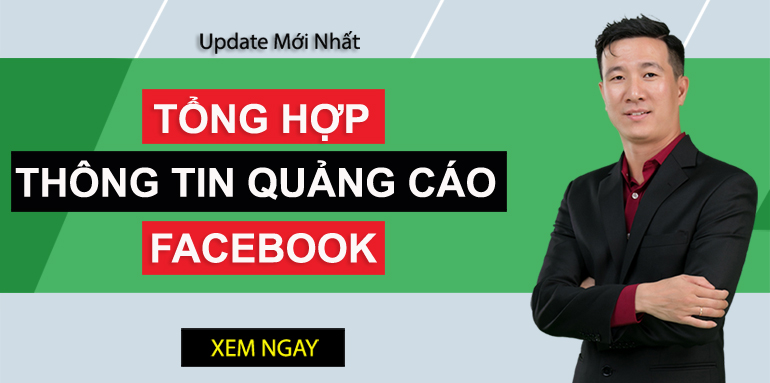 Update Mới Nhất
TỔNG HỢP
THÔNG TIN QUẢNG CÁO
FACEBOOK
XEM NGAY